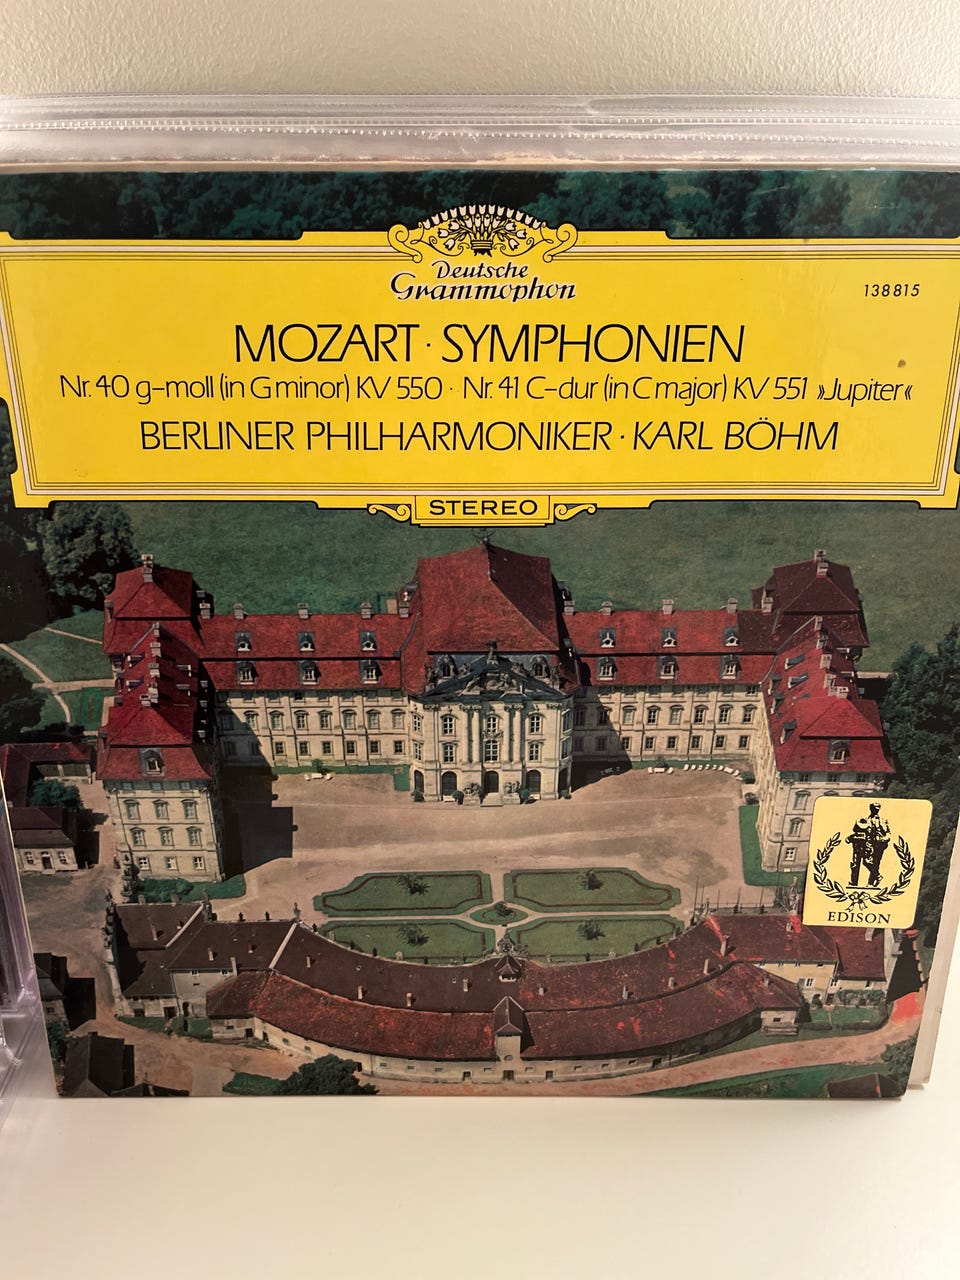 Deutsche
Grammophon
138 815
MOZART · SYMPHONIEN
Nr. 40 g-moll (in G minor) KV 550 · Nr. 41 C-dur (in C major) KV 551 »Jupiter«
BERLINER PHILHARMONIKER · KARL BÖHM
STEREO
EDISON